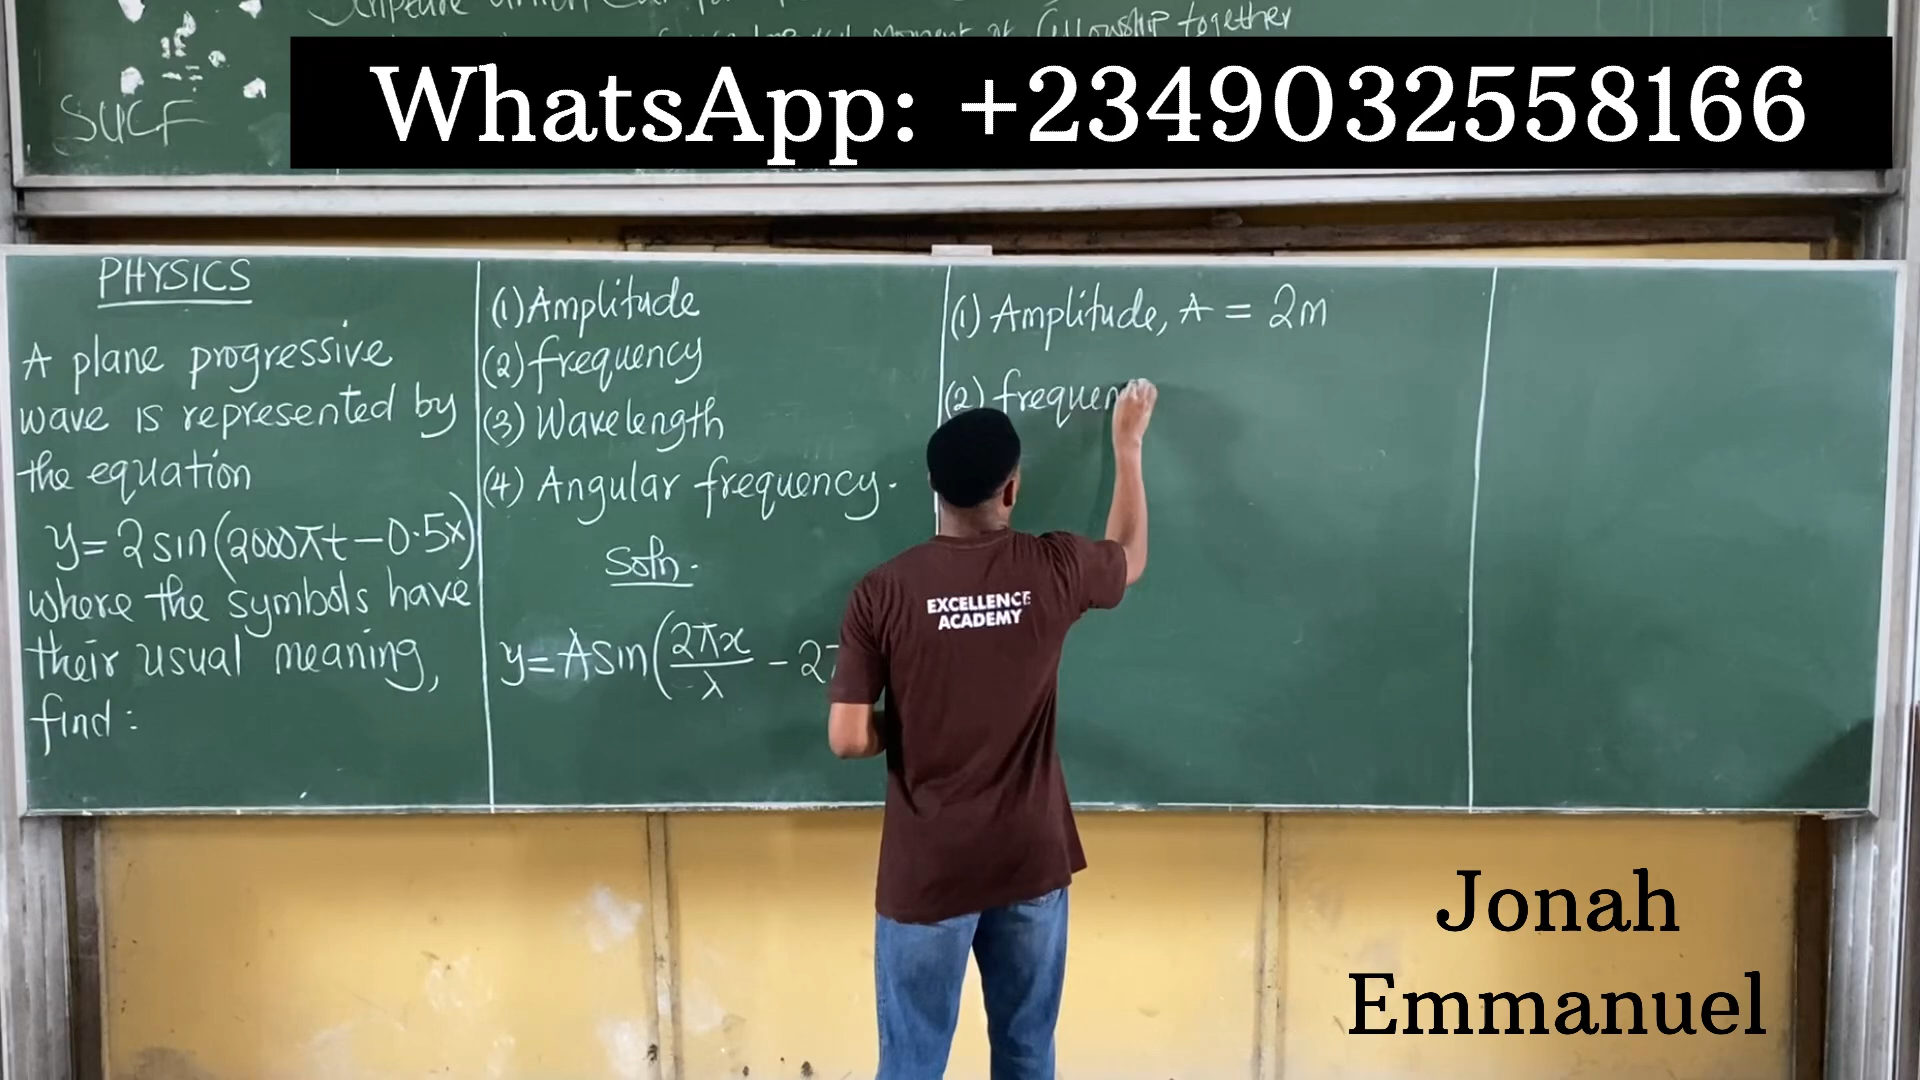 Fellowship together
WhatsApp: +2349032558166
SUCF
PHYSICS
A plane progressive
wave is represented by
the equation
y=2sin(2000πt-0.5x)
where the symbols have
their usual meaning,
find:
(1) Amplitude
(2) frequency
(3) Wavelength
(4) Angular frequency.
Soln.
y=Asin(2πx/λ - 2
(1) Amplitude, A = 2m
(2) frequen
EXCELLENCE
ACADEMY
Jonah
Emmanuel